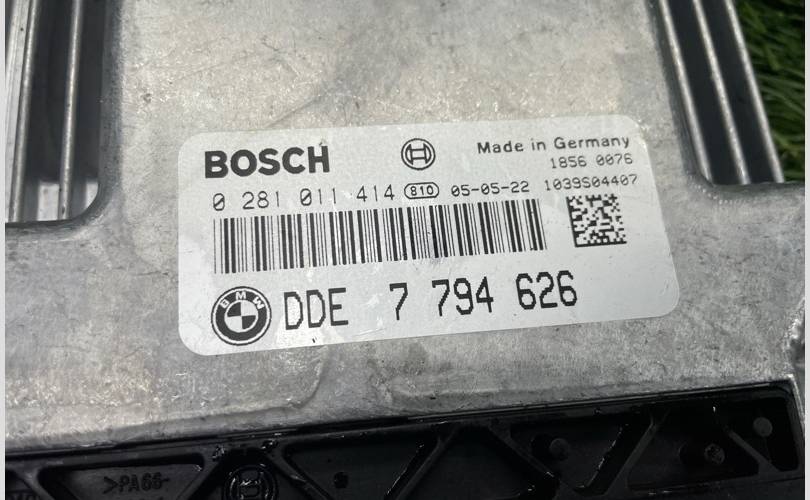 BOSCH
Made in Germany
1856 0076
0 281 011 414 810 05-05-22 1039S04407
BMW DDE 7 794 626
>PA66-